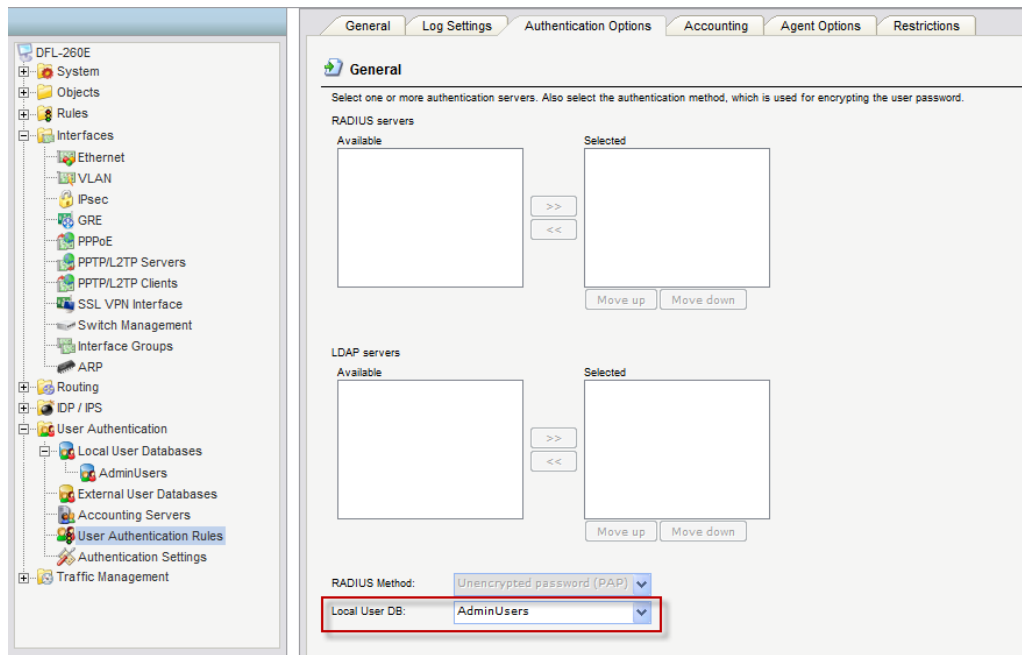 General
Log Settings
Authentication Options
Accounting
Agent Options
Restrictions
DFL-260E
System
Objects
Rules
Interfaces
Ethernet
VLAN
IPsec
GRE
PPPoE
PPTP/L2TP Servers
PPTP/L2TP Clients
SSL VPN Interface
Switch Management
Interface Groups
ARP
Routing
IDP / IPS
User Authentication
Local User Databases
AdminUsers
External User Databases
Accounting Servers
User Authentication Rules
Authentication Settings
Traffic Management
General
Select one or more authentication servers. Also select the authentication method, which is used for encrypting the user password.
RADIUS servers
Available
Selected
>>
<<
Move up
Move down
LDAP servers
Available
Selected
>>
<<
Move up
Move down
RADIUS Method:
Unencrypted password (PAP)
Local User DB:
AdminUsers